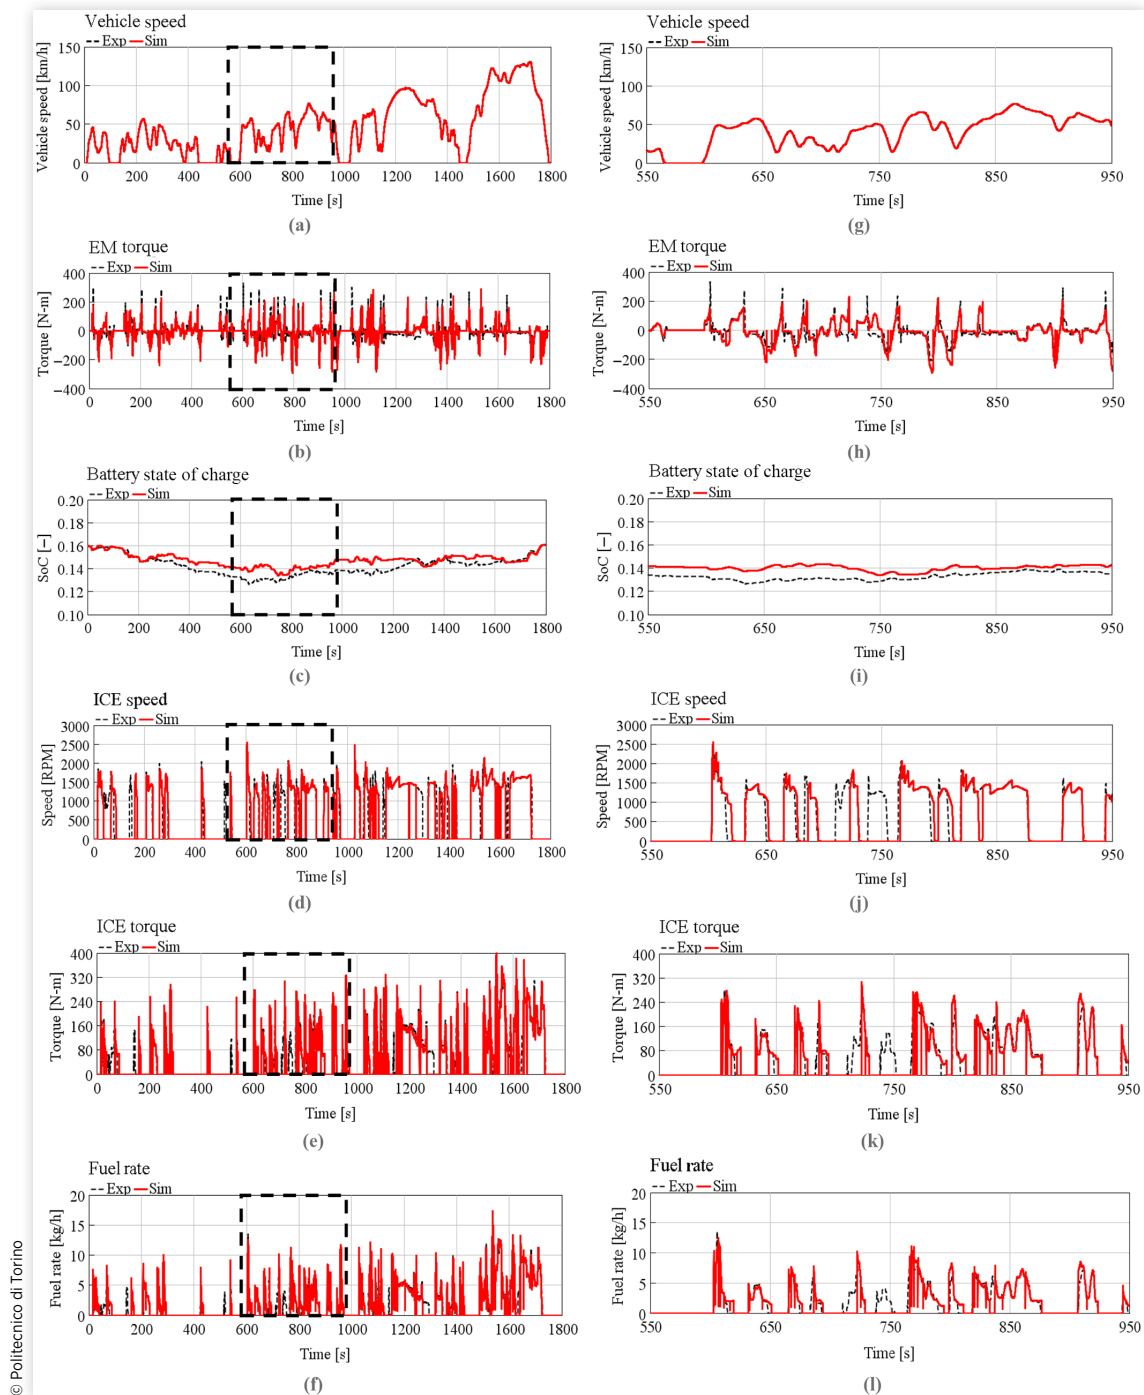 Vehicle speed
Exp Sim
Vehicle speed [km/h]
150
100
50
0
0 200 400 600 800 1000 1200 1400 1600 1800
Time [s]
(a)
Vehicle speed
Exp Sim
Vehicle speed [km/h]
150
100
50
0
550 650 750 850 950
Time [s]
(g)
EM torque
Exp Sim
Torque [N-m]
400
200
0
−200
−400
0 200 400 600 800 1000 1200 1400 1600 1800
Time [s]
(b)
EM torque
Exp Sim
Torque [N-m]
400
200
0
−200
−400
550 650 750 850 950
Time [s]
(h)
Battery state of charge
Exp Sim
SoC [−]
0.20
0.18
0.16
0.14
0.12
0.10
0 200 400 600 800 1000 1200 1400 1600 1800
Time [s]
(c)
Battery state of charge
Exp Sim
SoC [−]
0.20
0.18
0.16
0.14
0.12
0.10
550 650 750 850 950
Time [s]
(i)
ICE speed
Exp Sim
Speed [RPM]
3000
2500
2000
1500
1000
500
0
0 200 400 600 800 1000 1200 1400 1600 1800
Time [s]
(d)
ICE speed
Exp Sim
Speed [RPM]
3000
2500
2000
1500
1000
500
0
550 650 750 850 950
Time [s]
(j)
ICE torque
Exp Sim
Torque [N-m]
400
320
240
160
80
0
0 200 400 600 800 1000 1200 1400 1600 1800
Time [s]
(e)
ICE torque
Exp Sim
Torque [N-m]
400
320
240
160
80
0
550 650 750 850 950
Time [s]
(k)
Fuel rate
Exp Sim
Fuel rate [kg/h]
20
15
10
5
0
0 200 400 600 800 1000 1200 1400 1600 1800
Time [s]
(f)
Fuel rate
Exp Sim
Fuel rate [kg/h]
20
15
10
5
0
550 650 750 850 950
Time [s]
(l)
© Politecnico di Torino